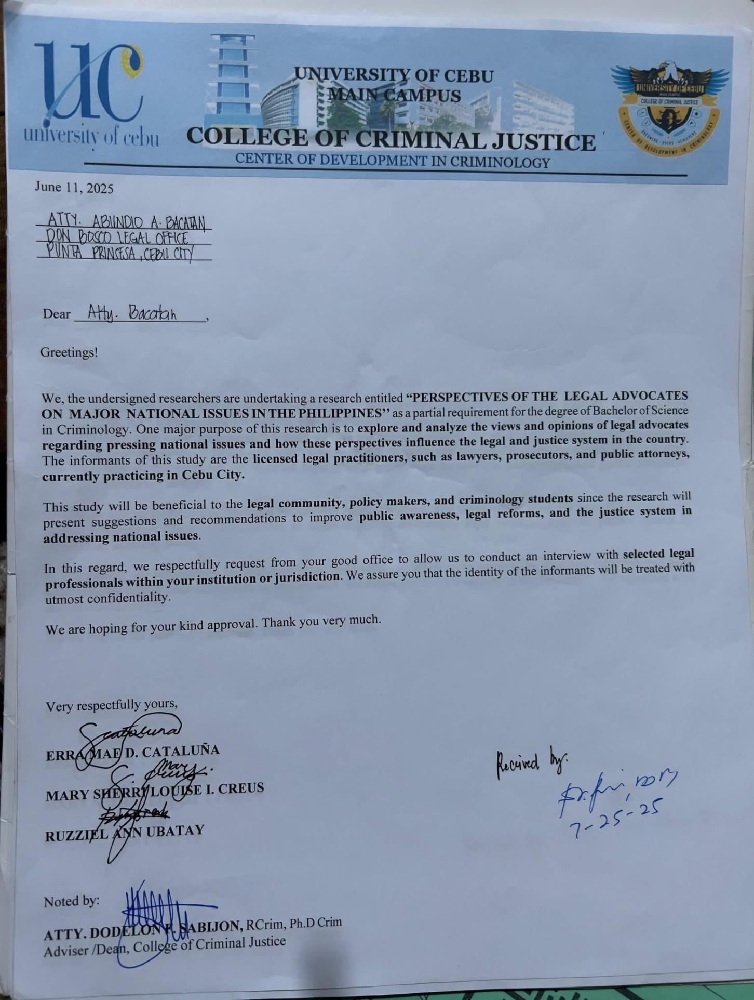 uc
university of cebu
UNIVERSITY OF CEBU
MAIN CAMPUS
COLLEGE OF CRIMINAL JUSTICE
CENTER OF DEVELOPMENT IN CRIMINOLOGY
UNIVERSITY OF CEBU
MAIN CAMPUS
COLLEGE OF CRIMINAL JUSTICE
DREAMERS - DOERS - ACHIEVERS
CENTER OF DEVELOPMENT IN CRIMINOLOGY
June 11, 2025
ATTY. ABUNDIO A. BACATAN
DON BOSCO LEGAL OFFICE
PUNTA PRINCESA, CEBU CITY
Dear Atty. Bacatan,
Greetings!
We, the undersigned researchers are undertaking a research entitled “PERSPECTIVES OF THE LEGAL ADVOCATES
ON MAJOR NATIONAL ISSUES IN THE PHILIPPINES” as a partial requirement for the degree of Bachelor of Science
in Criminology. One major purpose of this research is to explore and analyze the views and opinions of legal advocates
regarding pressing national issues and how these perspectives influence the legal and justice system in the country.
The informants of this study are the licensed legal practitioners, such as lawyers, prosecutors, and public attorneys,
currently practicing in Cebu City.
This study will be beneficial to the legal community, policy makers, and criminology students since the research will
present suggestions and recommendations to improve public awareness, legal reforms, and the justice system in
addressing national issues.
In this regard, we respectfully request from your good office to allow us to conduct an interview with selected legal
professionals within your institution or jurisdiction. We assure you that the identity of the informants will be treated with
utmost confidentiality.
We are hoping for your kind approval. Thank you very much.
Very respectfully yours,
ERRA MAE D. CATALUÑA
MARY SHERRY LOUISE I. CREUS
RUZZIEL ANN UBATAY
Received by:
7-25-25
Noted by:
ATTY. DODELON F. SABIJON, RCrim, Ph.D Crim
Adviser /Dean, College of Criminal Justice